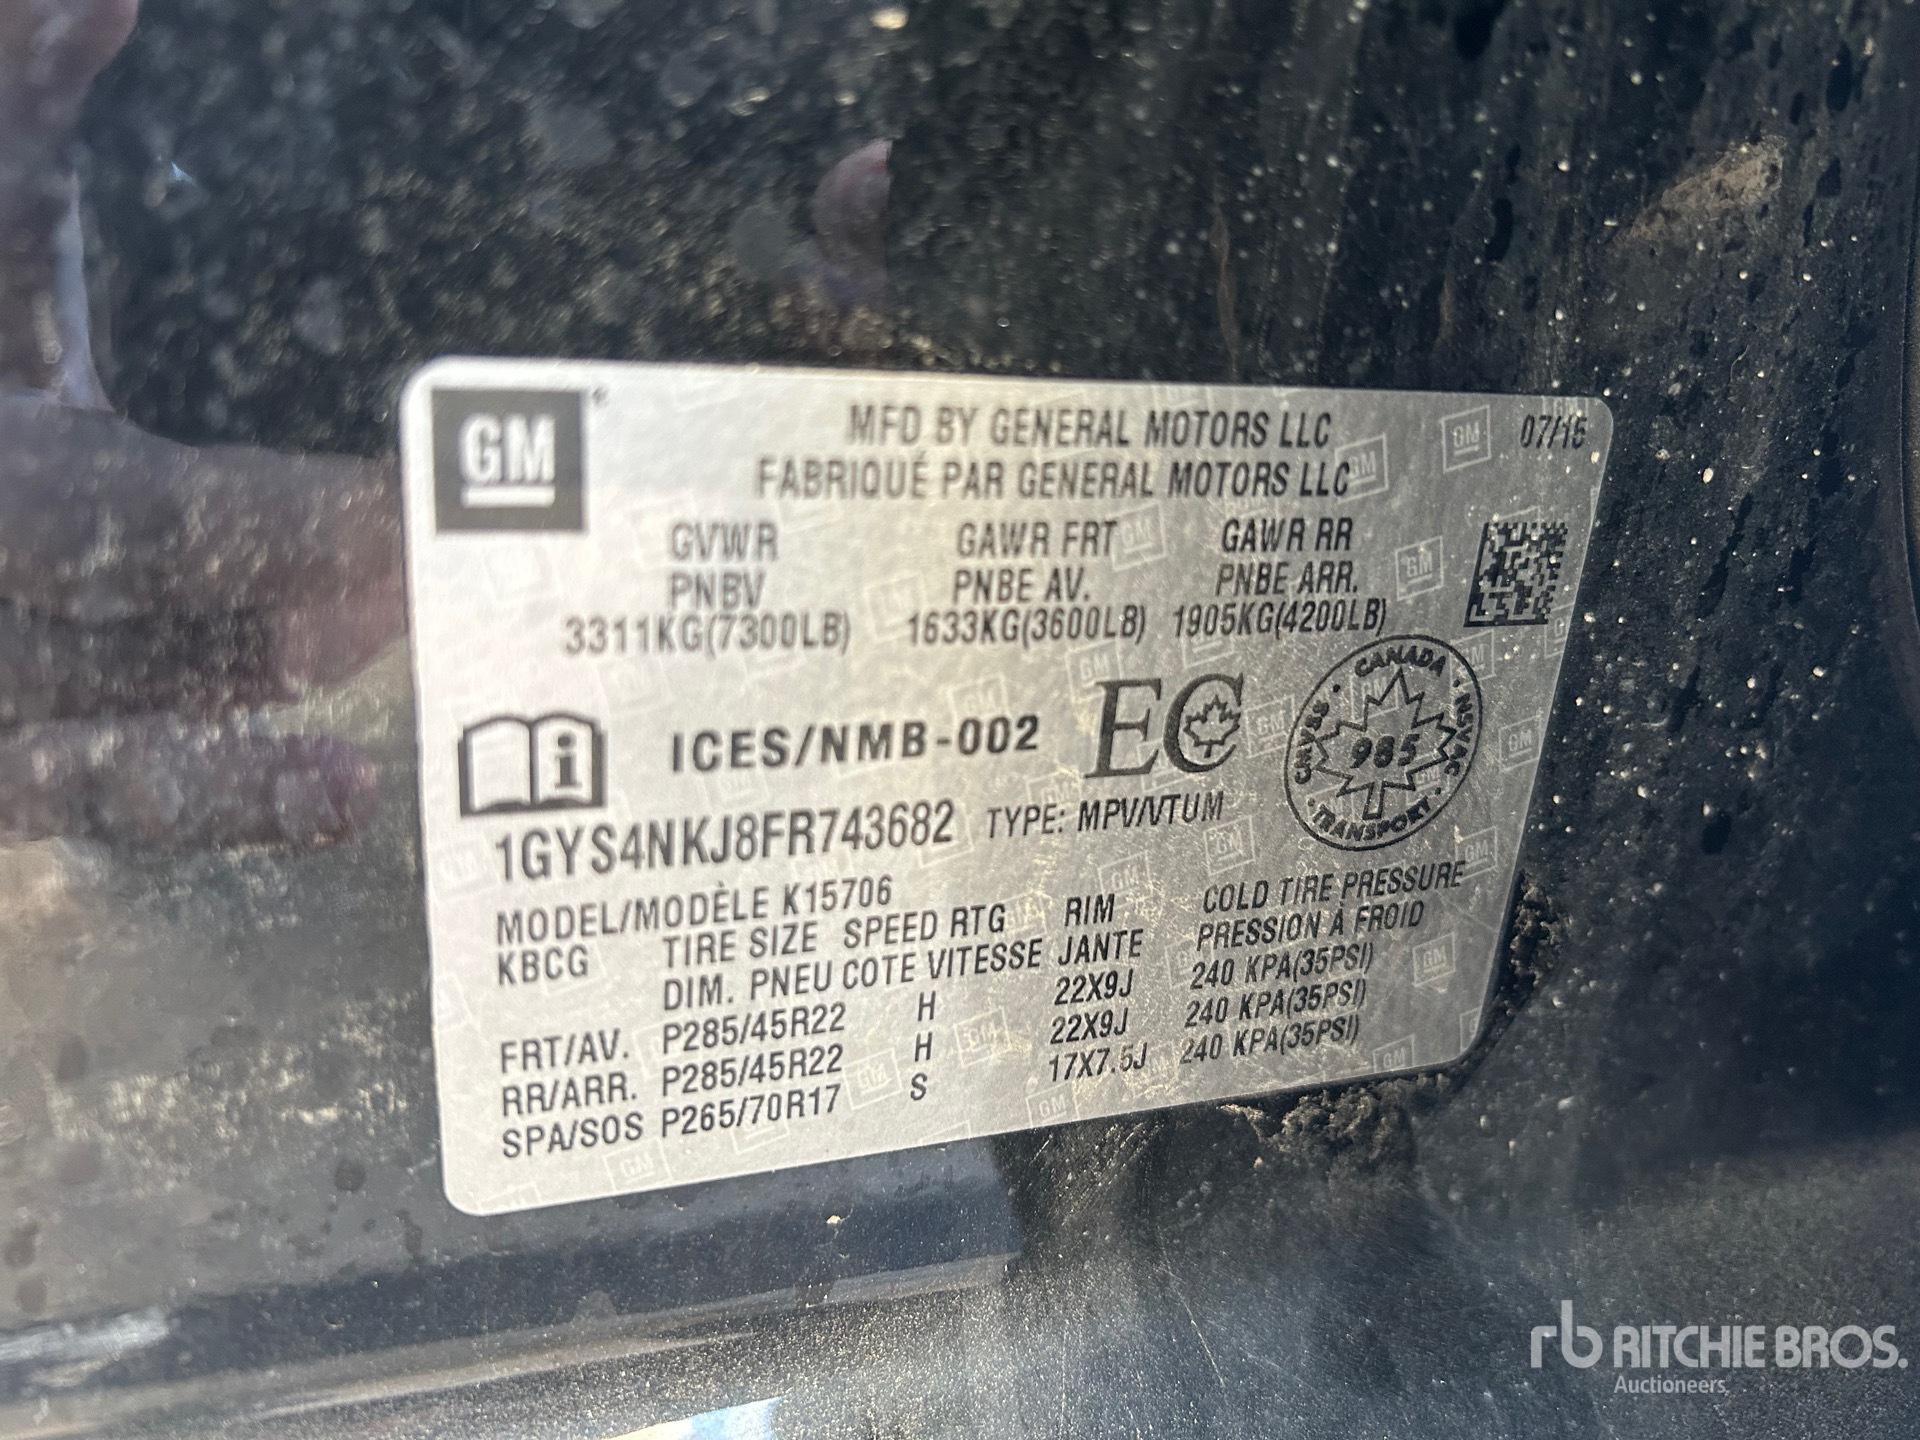 GM
MFD BY GENERAL MOTORS LLC
07/15
FABRIQUÉ PAR GENERAL MOTORS LLC
GVWR GAWR FRT GAWR RR
PNBV PNBE AV. PNBE ARR.
3311KG(7300LB) 1633KG(3600LB) 1905KG(4200LB)
i ICES/NMB-002 EC
CANADA · NSVAC · TRANSPORT · CMVSS ·
985
1GYS4NKJ8FR743682 TYPE: MPV/VTUM
MODEL/MODÈLE K15706
KBCG TIRE SIZE SPEED RTG RIM COLD TIRE PRESSURE
DIM. PNEU COTE VITESSE JANTE PRESSION À FROID
FRT/AV. P285/45R22 H 22X9J 240 KPA(35PSI)
RR/ARR. P285/45R22 H 22X9J 240 KPA(35PSI)
SPA/SOS P265/70R17 S 17X7.5J 240 KPA(35PSI)
rb RITCHIE BROS.
Auctioneers